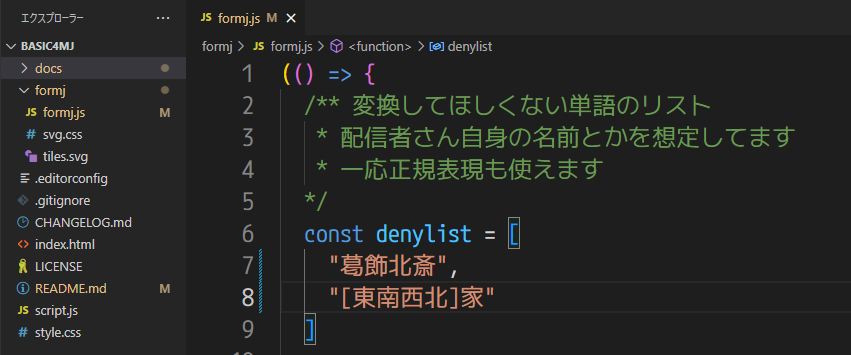 エクスプローラー ...
BASIC4MJ
docs
formj
JS formj.js M
# svg.css
tiles.svg
.editorconfig
.gitignore
CHANGELOG.md
<> index.html
LICENSE
README.md M
JS script.js
# style.css
JS formj.js M ×
formj > JS formj.js > <function> > denylist
1 (() => {
2 /** 変換してほしくない単語のリスト
3 * 配信者さん自身の名前とかを想定してます
4 * 一応正規表現も使えます
5 */
6 const denylist = [
7 "葛飾北斎",
8 "[東南西北]家"
9 ]